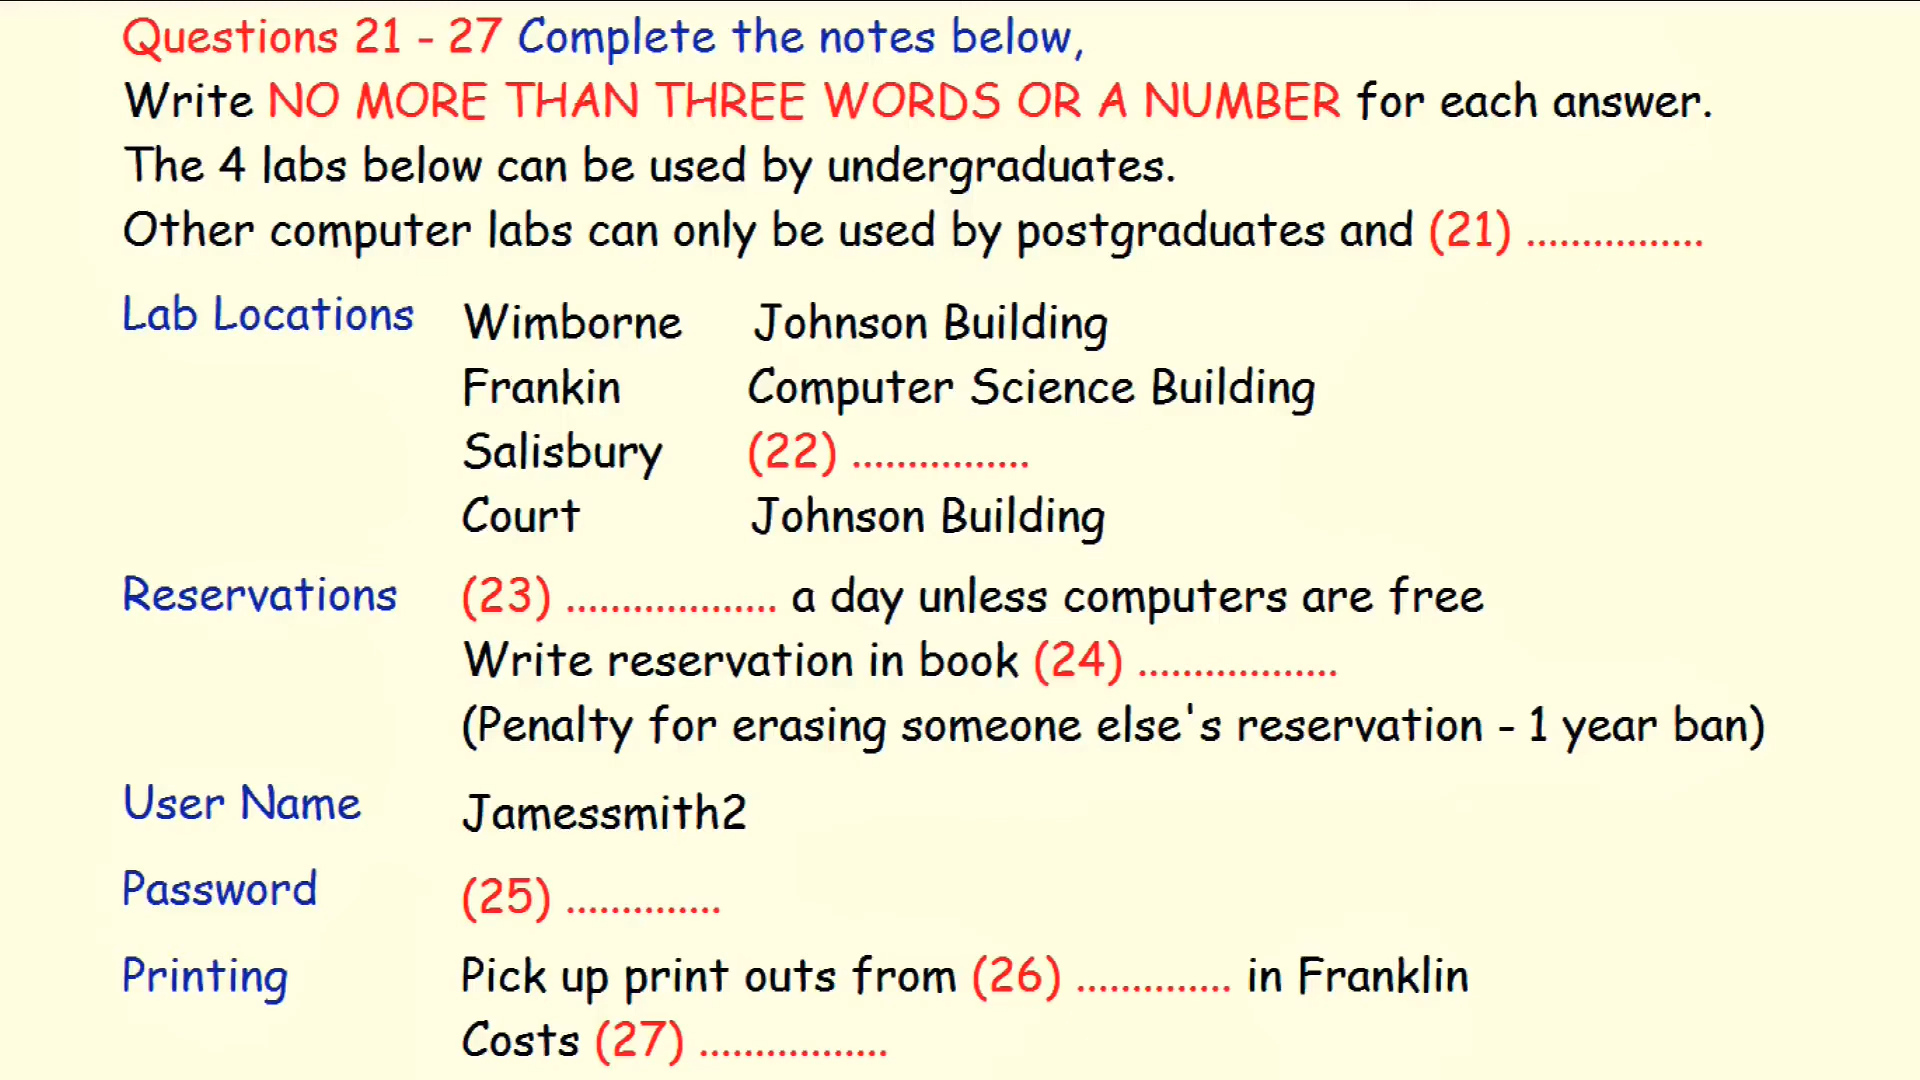 Questions 21 - 27 Complete the notes below,
Write NO MORE THAN THREE WORDS OR A NUMBER for each answer.
The 4 labs below can be used by undergraduates.
Other computer labs can only be used by postgraduates and (21) ................
Lab Locations Wimborne Johnson Building
Frankin Computer Science Building
Salisbury (22) ................
Court Johnson Building
Reservations (23) ................... a day unless computers are free
Write reservation in book (24) ..................
(Penalty for erasing someone else's reservation - 1 year ban)
User Name Jamessmith2
Password (25) ..............
Printing Pick up print outs from (26) .............. in Franklin
Costs (27) .................